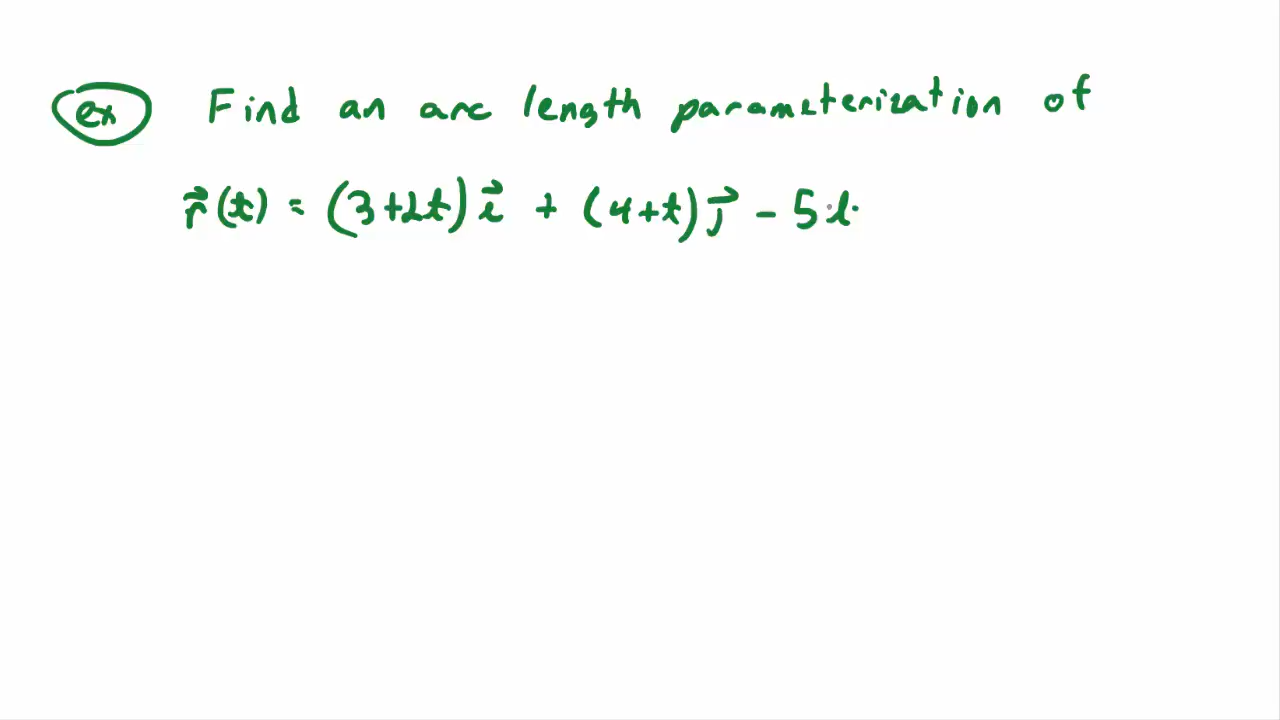 ex Find an arc length parameterization of
r⃗(t) = (3+2t)i⃗ + (4+t)j⃗ - 5